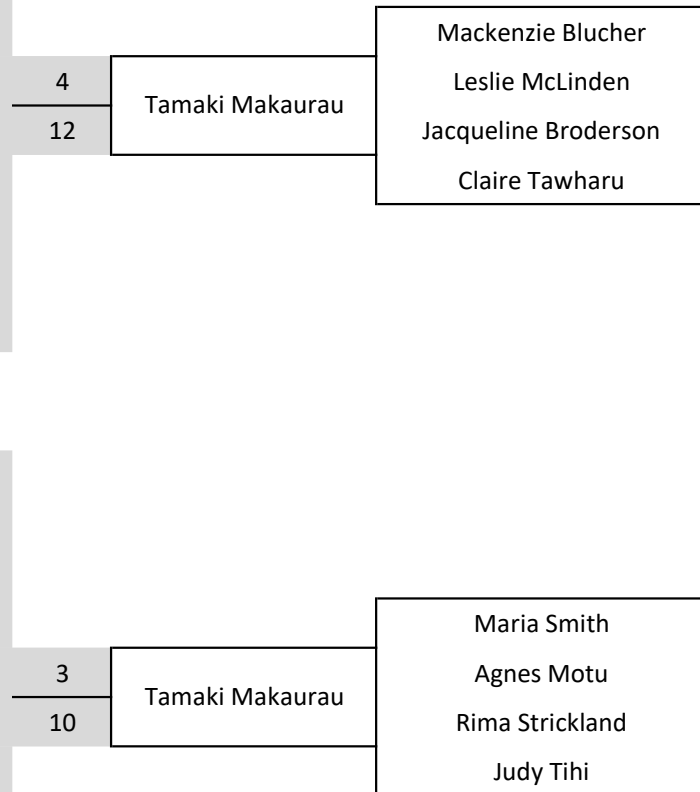 Mackenzie Blucher
4
Leslie McLinden
Tamaki Makaurau
12
Jacqueline Broderson
Claire Tawharu
Maria Smith
3
Agnes Motu
Tamaki Makaurau
10
Rima Strickland
Judy Tihi